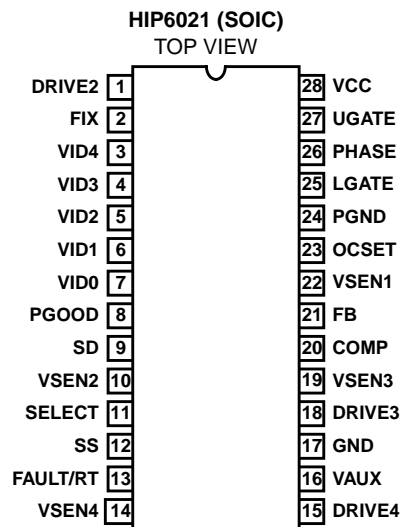 HIP6021 (SOIC)
TOP VIEW
DRIVE2 1 28 VCC
FIX 2 27 UGATE
VID4 3 26 PHASE
VID3 4 25 LGATE
VID2 5 24 PGND
VID1 6 23 OCSET
VID0 7 22 VSEN1
PGOOD 8 21 FB
SD 9 20 COMP
VSEN2 10 19 VSEN3
SELECT 11 18 DRIVE3
SS 12 17 GND
FAULT/RT 13 16 VAUX
VSEN4 14 15 DRIVE4